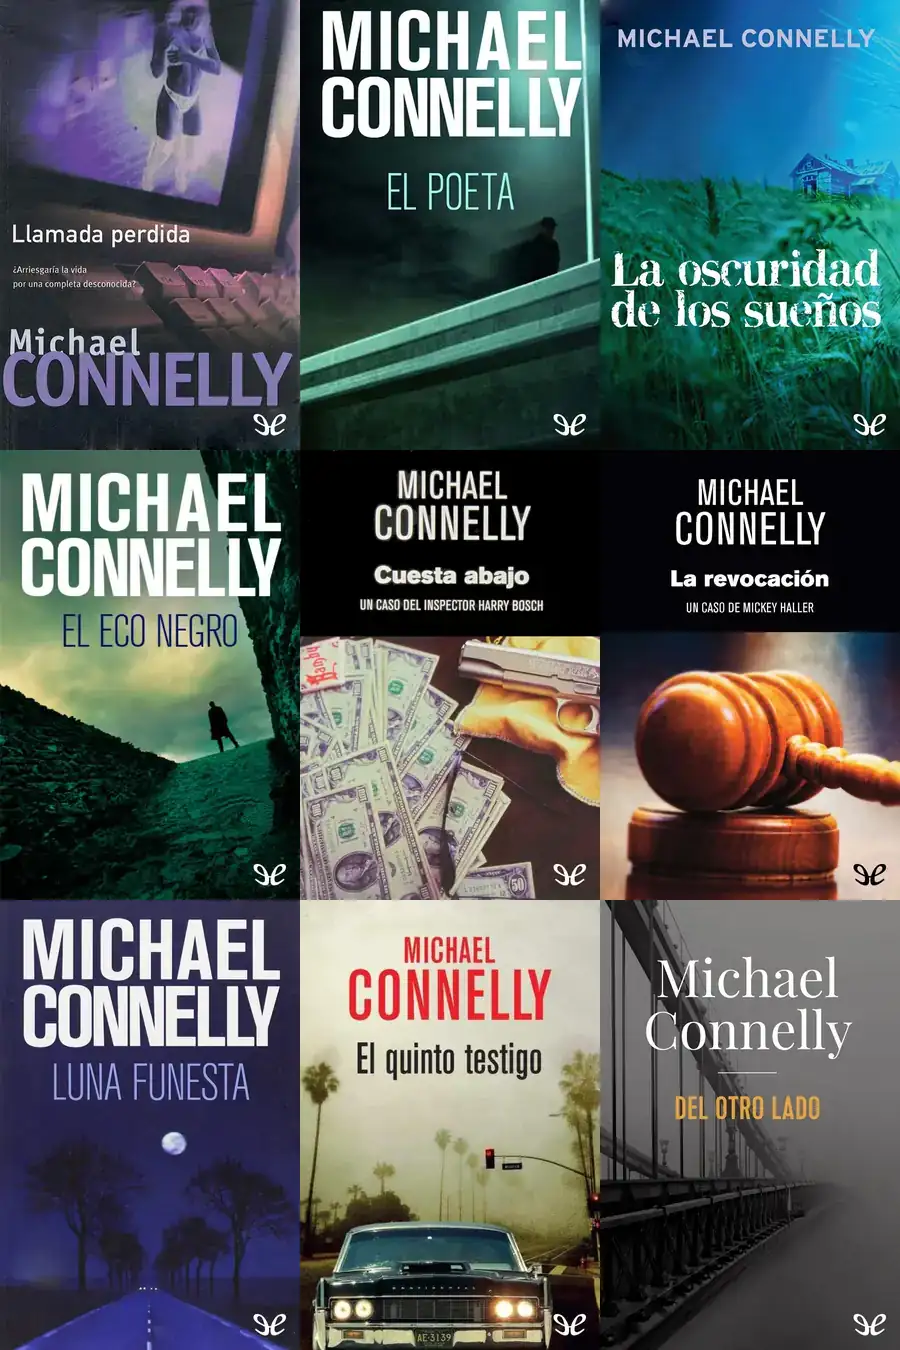 Llamada perdida
¿Arriesgaría la vida
por una completa desconocida?
Michael
CONNELLY
MICHAEL
CONNELLY
EL POETA
MICHAEL CONNELLY
La oscuridad
de los sueños
MICHAEL
CONNELLY
EL ECO NEGRO
MICHAEL
CONNELLY
Cuesta abajo
UN CASO DEL INSPECTOR HARRY BOSCH
MICHAEL
CONNELLY
La revocación
UN CASO DE MICKEY HALLER
MICHAEL
CONNELLY
LUNA FUNESTA
MICHAEL
CONNELLY
El quinto testigo
AE-3139
Michael
Connelly
DEL OTRO LADO